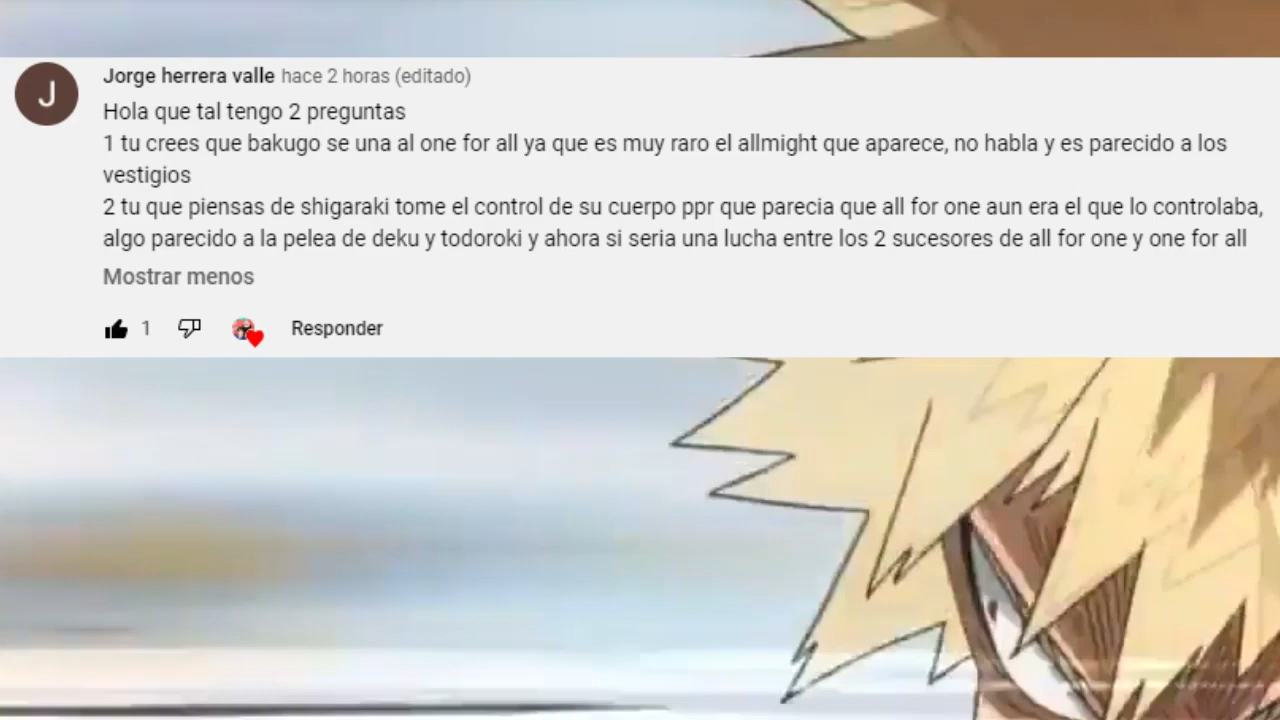 J
Jorge herrera valle hace 2 horas (editado)
Hola que tal tengo 2 preguntas
1 tu crees que bakugo se una al one for all ya que es muy raro el allmight que aparece, no habla y es parecido a los
vestigios
2 tu que piensas de shigaraki tome el control de su cuerpo ppr que parecia que all for one aun era el que lo controlaba,
algo parecido a la pelea de deku y todoroki y ahora si seria una lucha entre los 2 sucesores de all for one y one for all
Mostrar menos
1 Responder